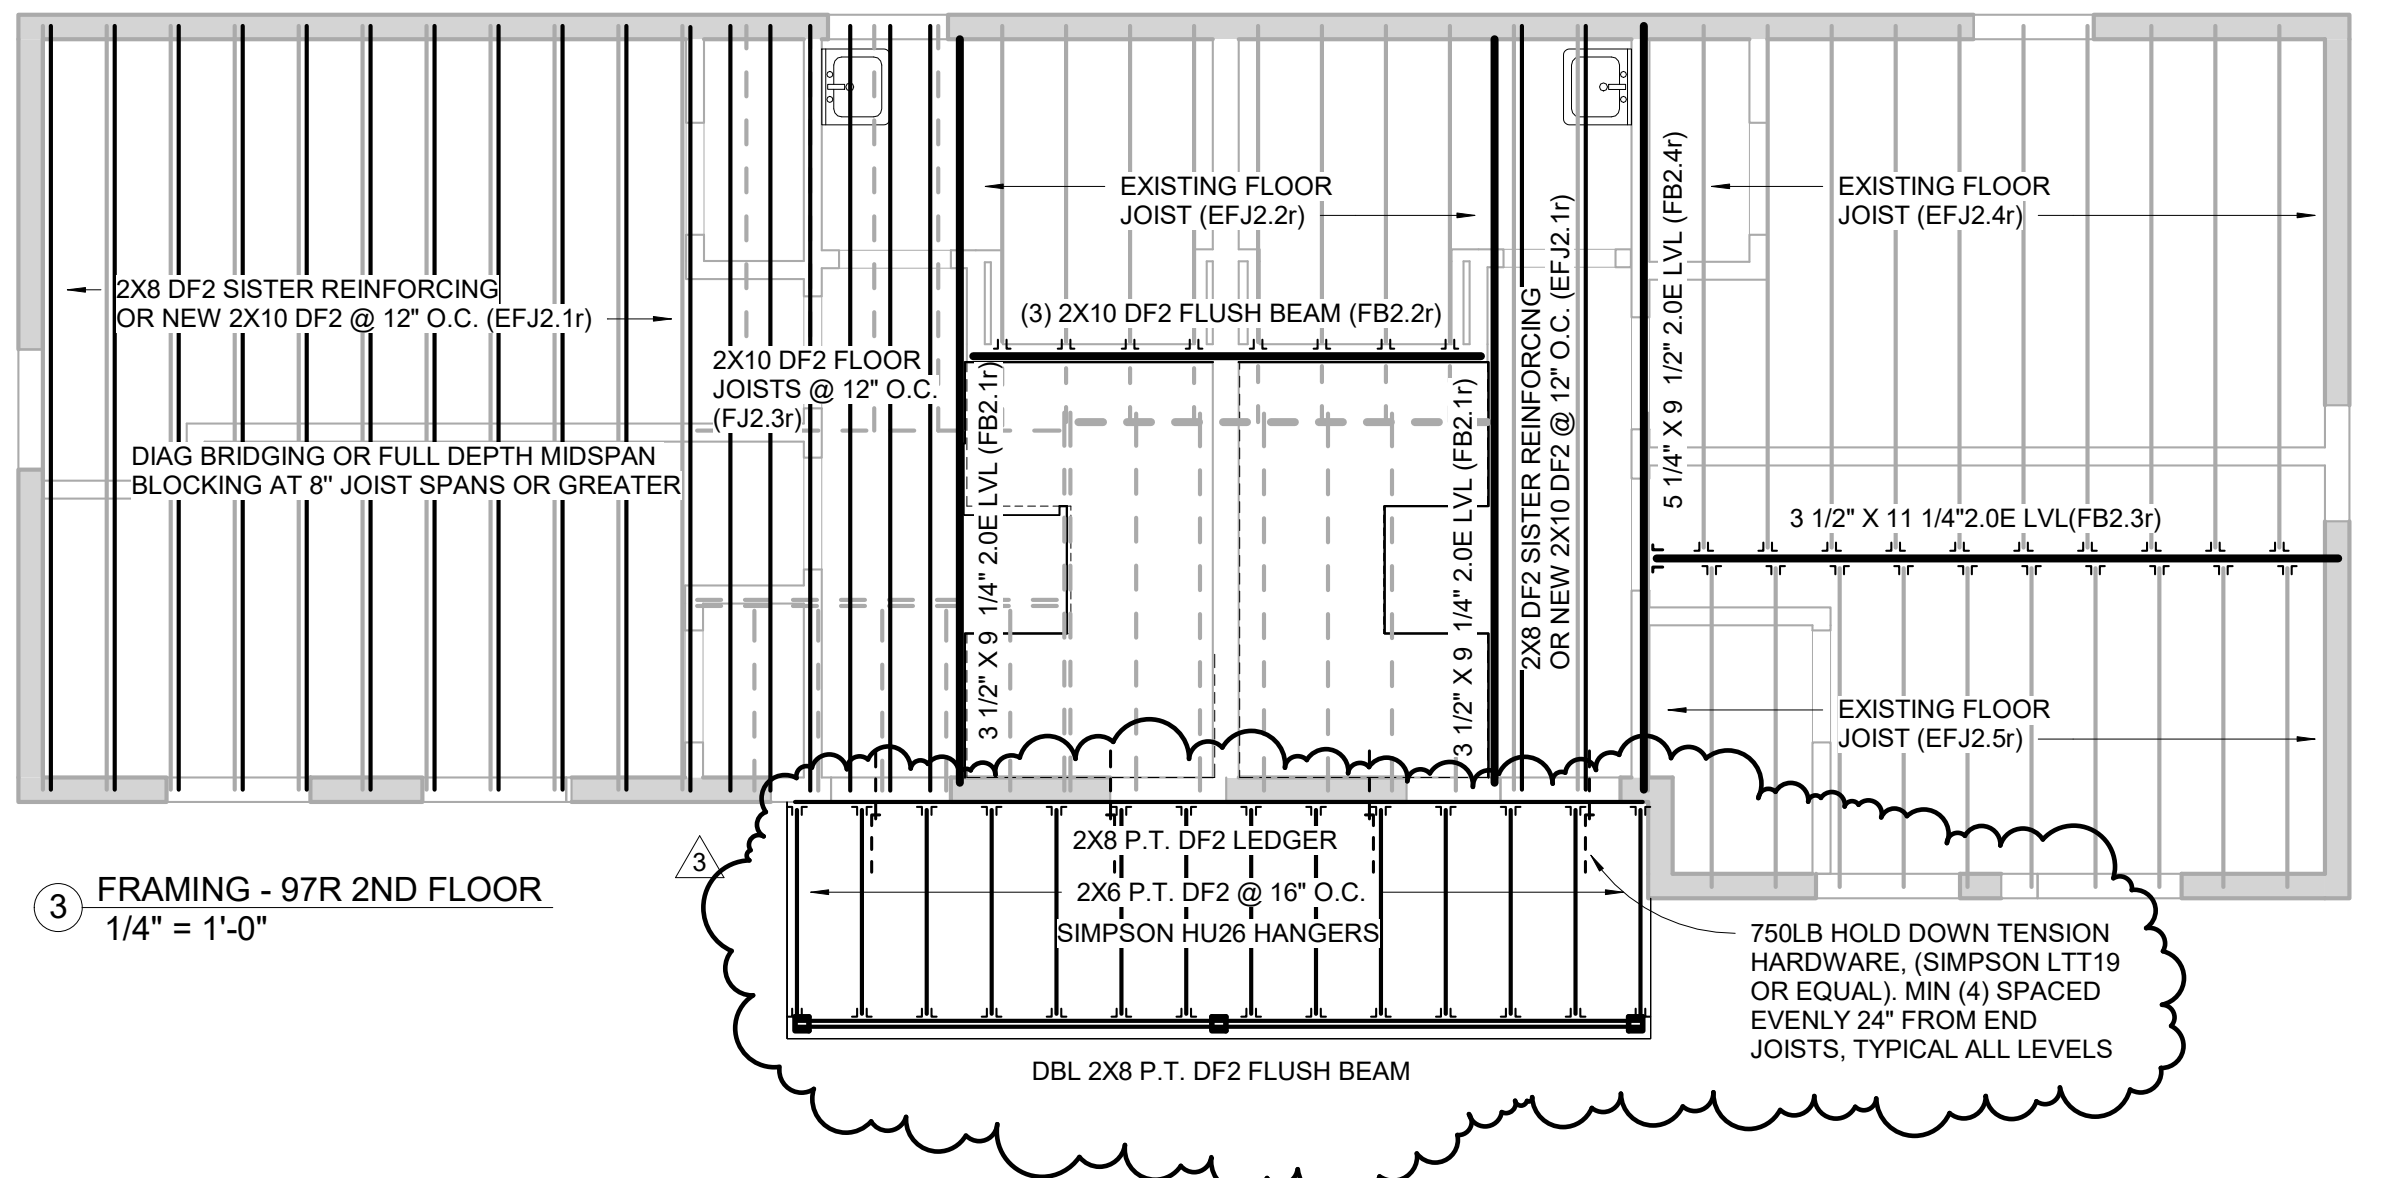 EXISTING FLOOR
JOIST (EFJ2.2r)
EXISTING FLOOR
JOIST (EFJ2.4r)
2X8 DF2 SISTER REINFORCING
OR NEW 2X10 DF2 @ 12" O.C. (EFJ2.1r)
(3) 2X10 DF2 FLUSH BEAM (FB2.2r)
2X10 DF2 FLOOR
JOISTS @ 12" O.C.
(FJ2.3r)
3 1/2" X 9  1/4" 2.0E LVL (FB2.1r)
3 1/2" X 9  1/4" 2.0E LVL (FB2.1r)
2X8 DF2 SISTER REINFORCING
OR NEW 2X10 DF2 @ 12" O.C. (EFJ2.1r)
5 1/4" X 9  1/2" 2.0E LVL (FB2.4r)
DIAG BRIDGING OR FULL DEPTH MIDSPAN
BLOCKING AT 8'' JOIST SPANS OR GREATER
3 1/2" X 11 1/4"2.0E LVL(FB2.3r)
EXISTING FLOOR
JOIST (EFJ2.5r)
3
2X8 P.T. DF2 LEDGER
2X6 P.T. DF2 @ 16" O.C.
SIMPSON HU26 HANGERS
3 FRAMING - 97R 2ND FLOOR
1/4" = 1'-0"
750LB HOLD DOWN TENSION
HARDWARE, (SIMPSON LTT19
OR EQUAL). MIN (4) SPACED
EVENLY 24" FROM END
JOISTS, TYPICAL ALL LEVELS
DBL 2X8 P.T. DF2 FLUSH BEAM